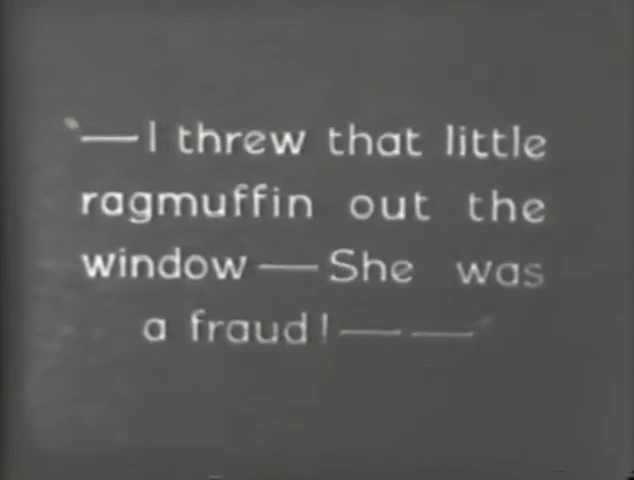 "—I threw that little
ragmuffin out the
window—She was
a fraud!— —"